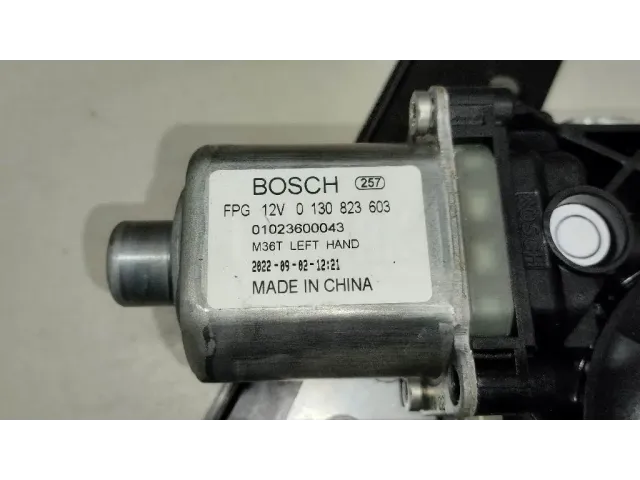 BOSCH 257
FPG 12V 0 130 823 603
01023600043
M36T LEFT HAND
2022-09-02-12:21
MADE IN CHINA